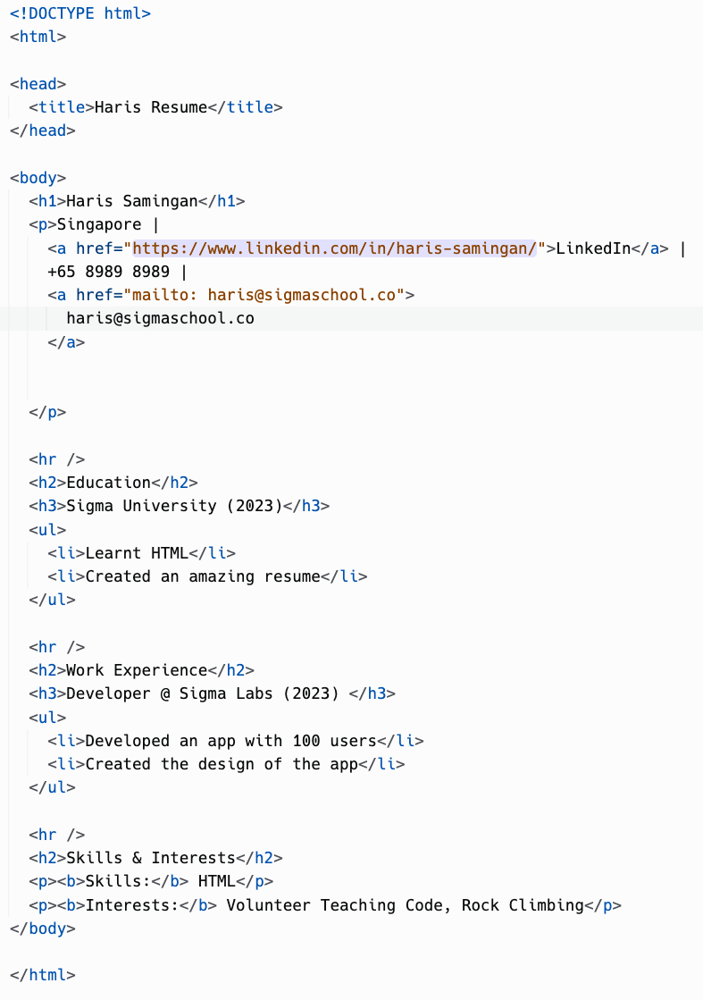 <!DOCTYPE html>
<html>

<head>
  <title>Haris Resume</title>
</head>

<body>
  <h1>Haris Samingan</h1>
  <p>Singapore |
    <a href="https://www.linkedin.com/in/haris-samingan/">LinkedIn</a> |
    +65 8989 8989 |
    <a href="mailto: haris@sigmaschool.co">
      haris@sigmaschool.co
    </a>


  </p>

  <hr />
  <h2>Education</h2>
  <h3>Sigma University (2023)</h3>
  <ul>
    <li>Learnt HTML</li>
    <li>Created an amazing resume</li>
  </ul>

  <hr />
  <h2>Work Experience</h2>
  <h3>Developer @ Sigma Labs (2023) </h3>
  <ul>
    <li>Developed an app with 100 users</li>
    <li>Created the design of the app</li>
  </ul>

  <hr />
  <h2>Skills & Interests</h2>
  <p><b>Skills:</b> HTML</p>
  <p><b>Interests:</b> Volunteer Teaching Code, Rock Climbing</p>
</body>

</html>